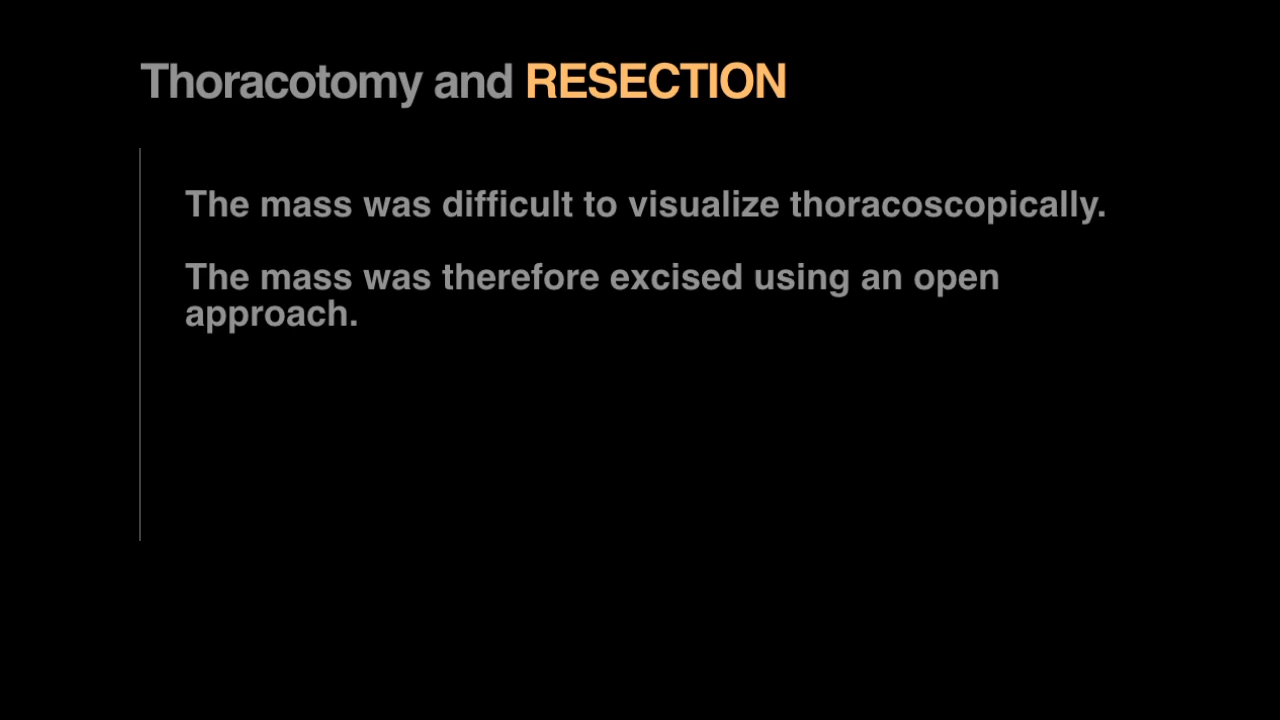 Thoracotomy and RESECTION
The mass was difficult to visualize thoracoscopically.
The mass was therefore excised using an open
approach.